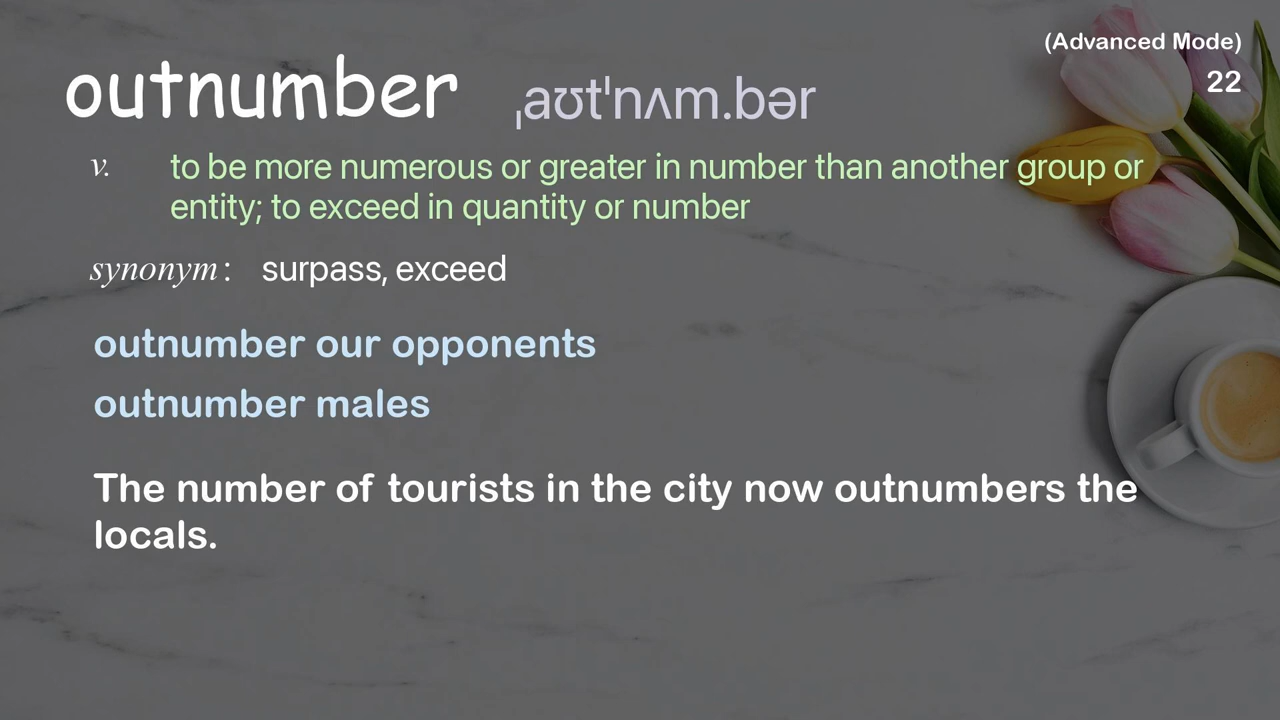 (Advanced Mode)
22
outnumber ˌaʊtˈnʌm.bər
v. to be more numerous or greater in number than another group or
entity; to exceed in quantity or number
synonym: surpass, exceed
outnumber our opponents
outnumber males
The number of tourists in the city now outnumbers the
locals.